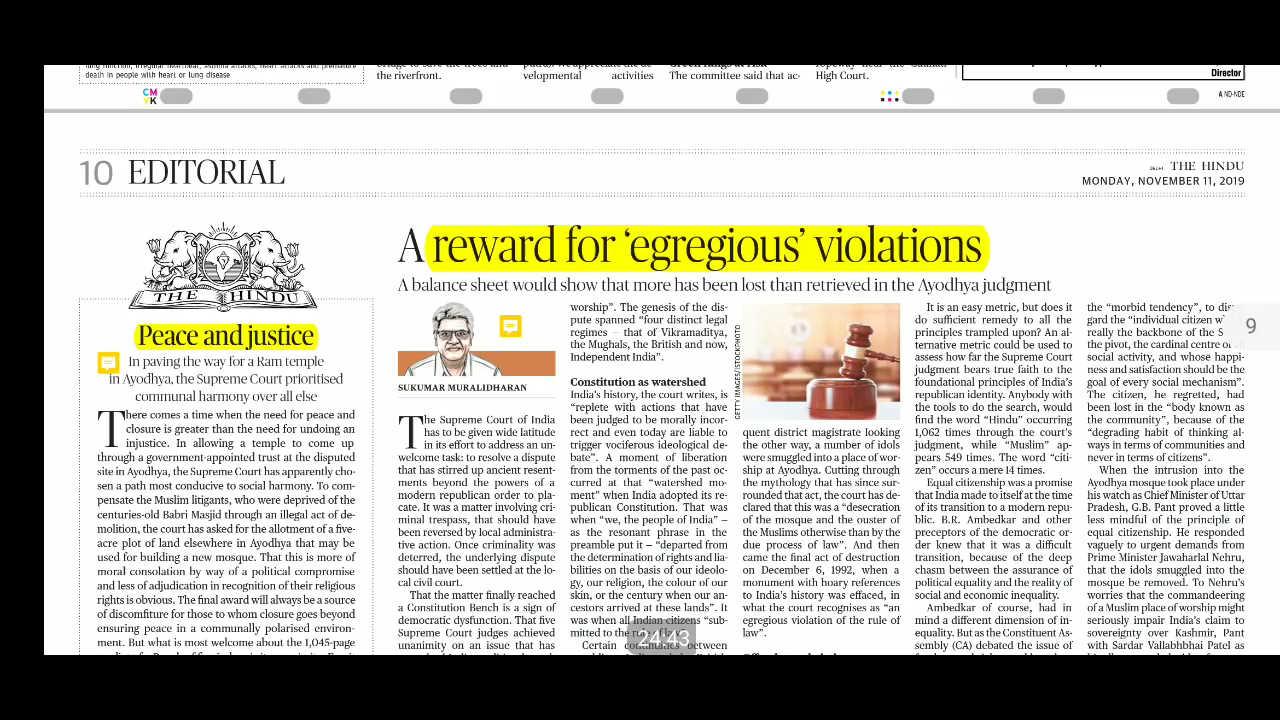 death in people with heart or lung disease
the riverfront.
velopmental activities
The committee said that ac-
High Court.
Director
CM
YK
A ND-NDE
10 EDITORIAL
DELHI THE HINDU
MONDAY, NOVEMBER 11, 2019
THE HINDU
Peace and justice
In paving the way for a Ram temple
in Ayodhya, the Supreme Court prioritised
communal harmony over all else
There comes a time when the need for peace and
closure is greater than the need for undoing an
injustice. In allowing a temple to come up
through a government-appointed trust at the disputed
site in Ayodhya, the Supreme Court has apparently cho-
sen a path most conducive to social harmony. To com-
pensate the Muslim litigants, who were deprived of the
centuries-old Babri Masjid through an illegal act of de-
molition, the court has asked for the allotment of a five-
acre plot of land elsewhere in Ayodhya that may be
used for building a new mosque. That this is more of
moral consolation by way of a political compromise
and less of adjudication in recognition of their religious
rights is obvious. The final award will always be a source
of discomfiture for those to whom closure goes beyond
ensuring peace in a communally polarised environ-
ment. But what is most welcome about the 1,045-page
A reward for ‘egregious’ violations
A balance sheet would show that more has been lost than retrieved in the Ayodhya judgment
SUKUMAR MURALIDHARAN
The Supreme Court of India
has to be given wide latitude
in its effort to address an un-
welcome task: to resolve a dispute
that has stirred up ancient resent-
ments beyond the powers of a
modern republican order to pla-
cate. It was a matter involving cri-
minal trespass, that should have
been reversed by local administra-
tive action. Once criminality was
deterred, the underlying dispute
should have been settled at the lo-
cal civil court.
That the matter finally reached
a Constitution Bench is a sign of
democratic dysfunction. That five
Supreme Court judges achieved
unanimity on an issue that has
worship”. The genesis of the dis-
pute spanned “four distinct legal
regimes – that of Vikramaditya,
the Mughals, the British and now,
Independent India”.
Constitution as watershed
India’s history, the court writes, is
“replete with actions that have
been judged to be morally incor-
rect and even today are liable to
trigger vociferous ideological de-
bate”. A moment of liberation
from the torments of the past oc-
curred at that “watershed mo-
ment” when India adopted its re-
publican Constitution. That was
when “we, the people of India” –
as the resonant phrase in the
preamble put it – “departed from
the determination of rights and lia-
bilities on the basis of our ideolo-
gy, our religion, the colour of our
skin, or the century when our an-
cestors arrived at these lands”. It
was when all Indian citizens “sub-
mitted to the
Certain between
24:43
GETTY IMAGES/ISTOCKPHOTO
quent district magistrate looking
the other way, a number of idols
were smuggled into a place of wor-
ship at Ayodhya. Cutting through
the mythology that has since sur-
rounded that act, the court has de-
clared that this was a “desecration
of the mosque and the ouster of
the Muslims otherwise than by the
due process of law”. And then
came the final act of destruction
on December 6, 1992, when a
monument with hoary references
to India’s history was effaced, in
what the court recognises as “an
egregious violation of the rule of
law”.
It is an easy metric, but does it
do sufficient remedy to all the
principles trampled upon? An al-
ternative metric could be used to
assess how far the Supreme Court
judgment bears true faith to the
foundational principles of India’s
republican identity. Anybody with
the tools to do the search, would
find the word “Hindu” occurring
1,062 times through the court’s
judgment, while “Muslim” ap-
pears 549 times. The word “citi-
zen” occurs a mere 14 times.
Equal citizenship was a promise
that India made to itself at the time
of its transition to a modern repu-
blic. B.R. Ambedkar and other
preceptors of the democratic or-
der knew that it was a difficult
transition, because of the deep
chasm between the assurance of
political equality and the reality of
social and economic inequality.
Ambedkar of course, had in
mind a different dimension of in-
equality. But as the Constituent As-
sembly (CA) debated the issue of
the “morbid tendency”, to
gard the “individual citizen
really the backbone of the
the pivot, the cardinal centre
social activity, and whose happi-
ness and satisfaction should be the
goal of every social mechanism”.
The citizen, he regretted, had
been lost in the “body known as
the community”, because of the
“degrading habit of thinking al-
ways in terms of communities and
never in terms of citizens”.
When the intrusion into the
Ayodhya mosque took place under
his watch as Chief Minister of Uttar
Pradesh, G.B. Pant proved a little
less mindful of the principle of
equal citizenship. He responded
vaguely to urgent demands from
Prime Minister Jawaharlal Nehru,
that the idols smuggled into the
mosque be removed. To Nehru’s
worries that the commandeering
of a Muslim place of worship might
seriously impair India’s claim to
sovereignty over Kashmir, Pant
with Sardar Vallabhbhai Patel as
9